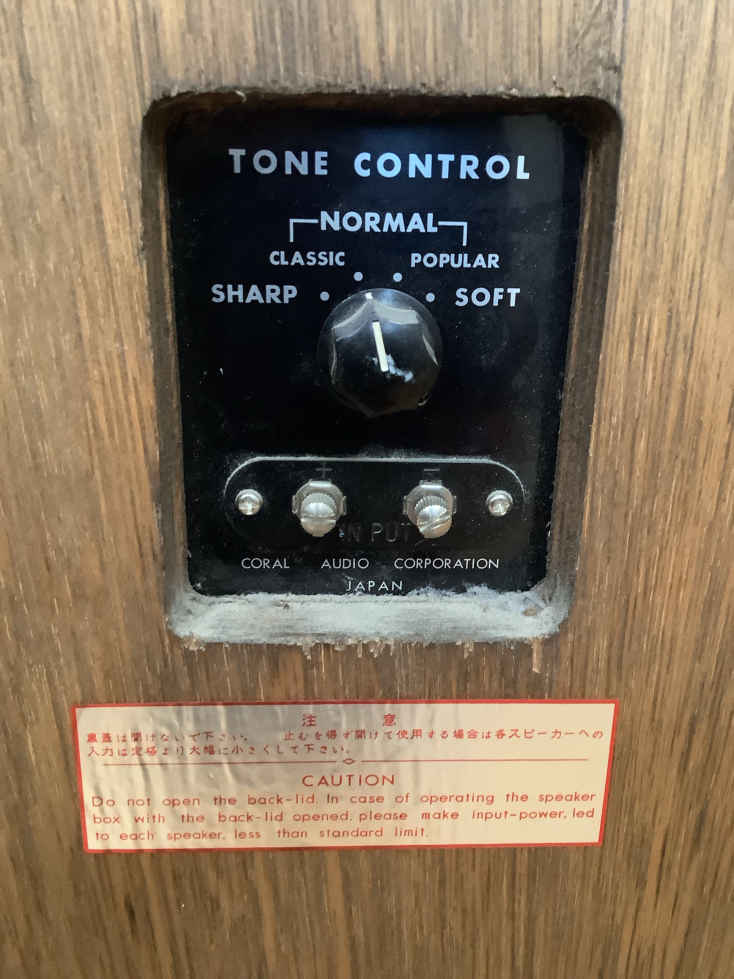 TONE CONTROL
NORMAL
CLASSIC POPULAR
SHARP SOFT
+ −
INPUT
CORAL AUDIO CORPORATION
JAPAN
注 意
裏蓋は開けないで下さい。 止むを得ず開けて使用する場合は各スピーカーへの
入力は定格より大幅に小さくして下さい。
CAUTION
Do not open the back-lid. In case of operating the speaker
box with the back-lid opened, please make input-power, led
to each speaker, less than standard limit.